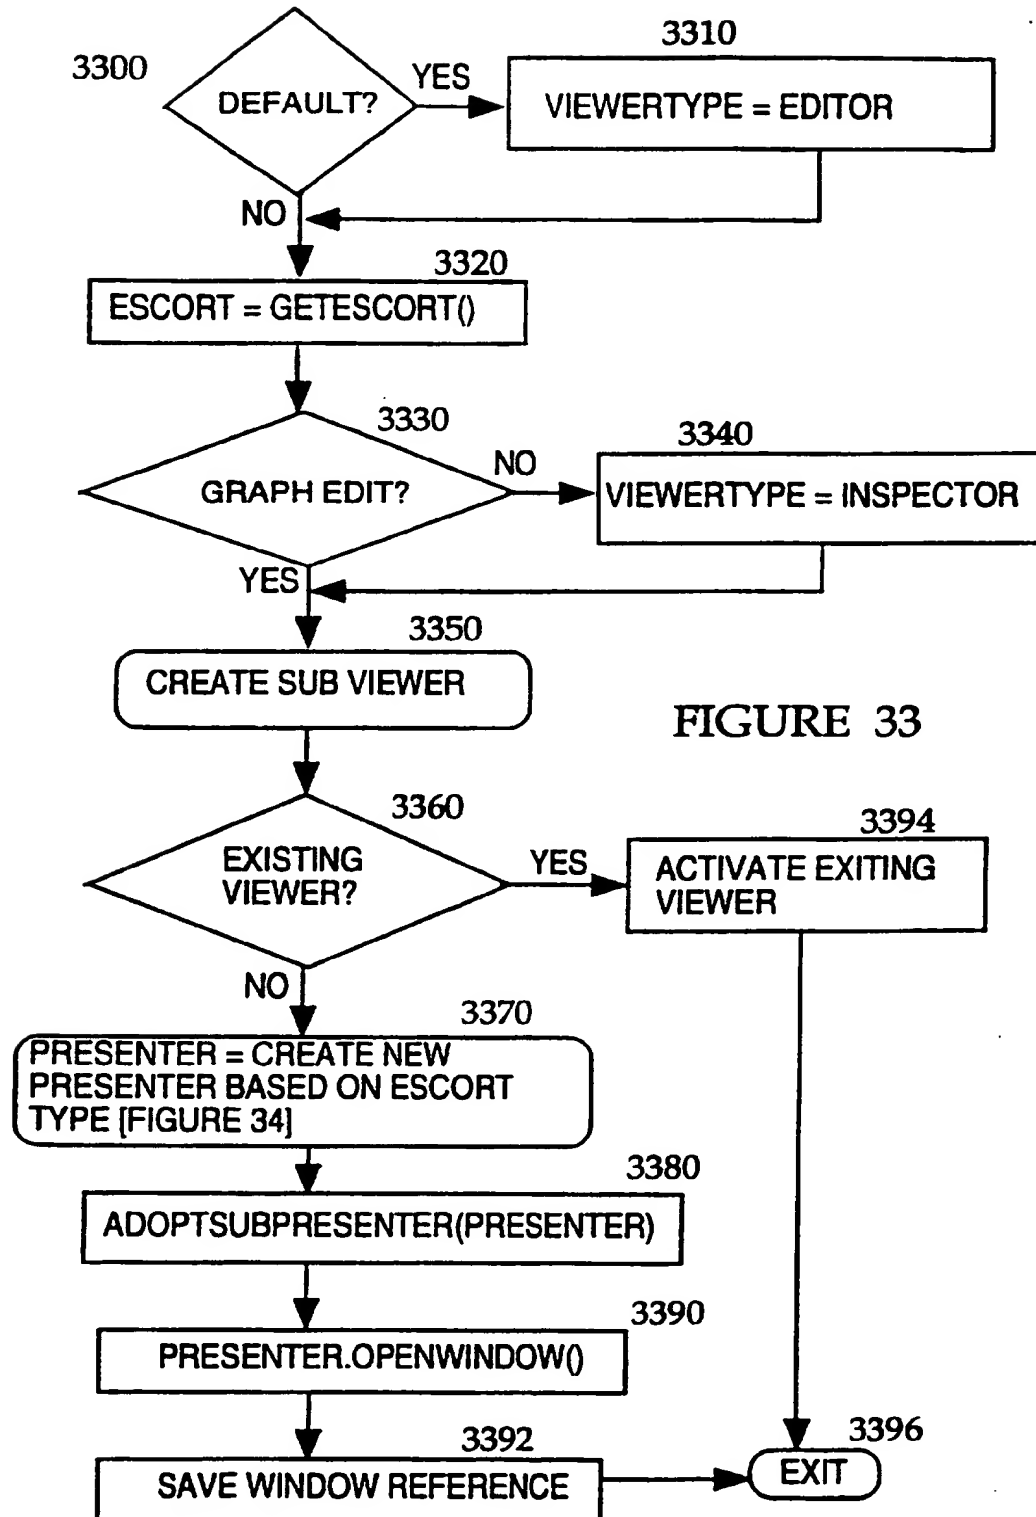 3300
DEFAULT?
YES
3310
VIEWERTYPE = EDITOR
NO
3320
ESCORT = GETESCORT()
3330
GRAPH EDIT?
NO
3340
VIEWERTYPE = INSPECTOR
YES
3350
CREATE SUB VIEWER
FIGURE 33
3360
EXISTING
VIEWER?
YES
3394
ACTIVATE EXITING
VIEWER
NO
3370
PRESENTER = CREATE NEW
PRESENTER BASED ON ESCORT
TYPE [FIGURE 34]
3380
ADOPTSUBPRESENTER(PRESENTER)
3390
PRESENTER.OPENWINDOW()
3392
SAVE WINDOW REFERENCE
3396
EXIT